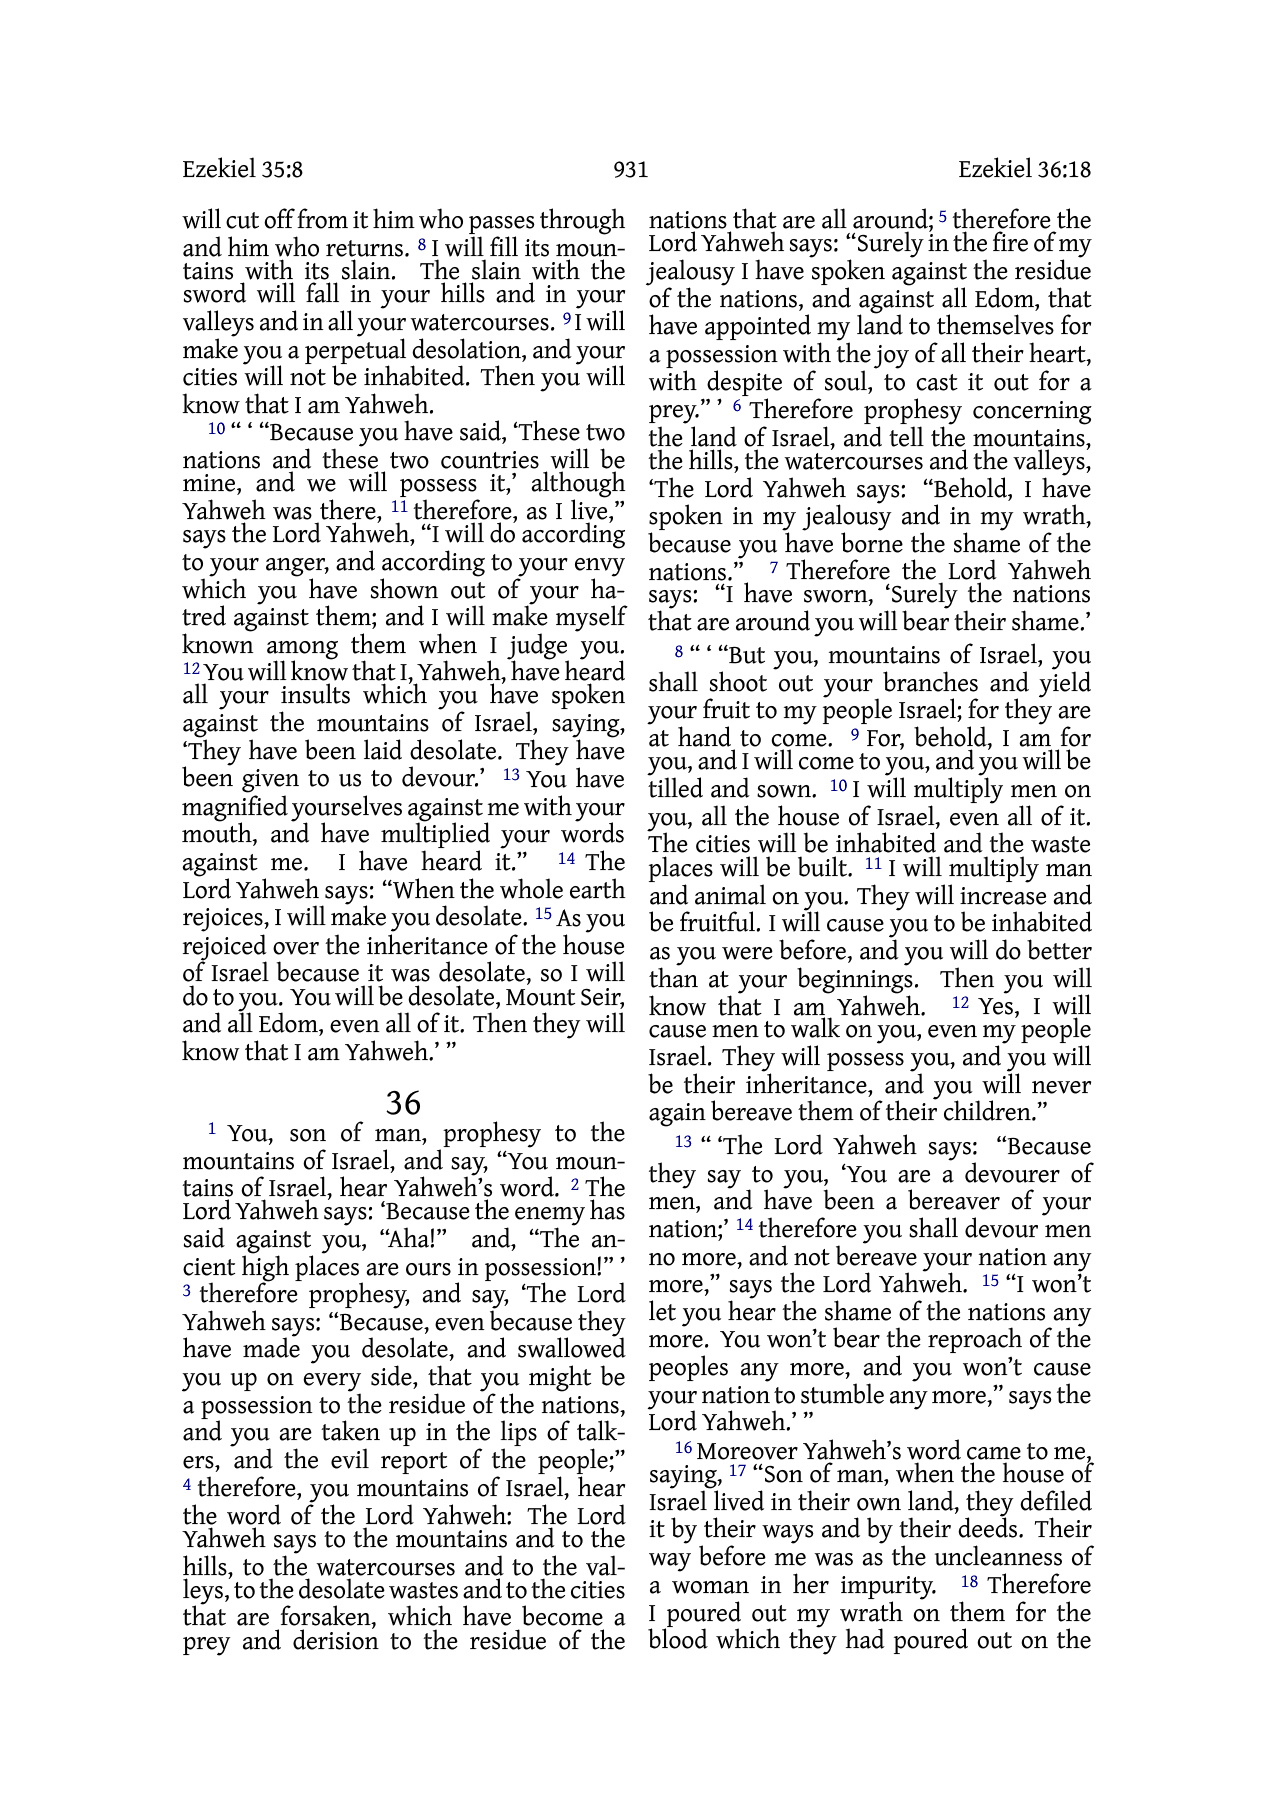 Ezekiel 35:8
931
Ezekiel 36:18
will cut off from it him who passes through
and him who returns. 8 I will fill its moun-
tains with its slain. The slain with the
sword will fall in your hills and in your
valleys and in all your watercourses. 9 I will
make you a perpetual desolation, and your
cities will not be inhabited. Then you will
know that I am Yahweh.
10 “ ‘ “Because you have said, ‘These two
nations and these two countries will be
mine, and we will possess it,’ although
Yahweh was there, 11 therefore, as I live,”
says the Lord Yahweh, “I will do according
to your anger, and according to your envy
which you have shown out of your ha-
tred against them; and I will make myself
known among them when I judge you.
12 You will know that I, Yahweh, have heard
all your insults which you have spoken
against the mountains of Israel, saying,
‘They have been laid desolate. They have
been given to us to devour.’ 13 You have
magnified yourselves against me with your
mouth, and have multiplied your words
against me. I have heard it.” 14 The
Lord Yahweh says: “When the whole earth
rejoices, I will make you desolate. 15 As you
rejoiced over the inheritance of the house
of Israel because it was desolate, so I will
do to you. You will be desolate, Mount Seir,
and all Edom, even all of it. Then they will
know that I am Yahweh.’ ”
36
1 You, son of man, prophesy to the
mountains of Israel, and say, “You moun-
tains of Israel, hear Yahweh’s word. 2 The
Lord Yahweh says: ‘Because the enemy has
said against you, “Aha!” and, “The an-
cient high places are ours in possession!” ’
3 therefore prophesy, and say, ‘The Lord
Yahweh says: “Because, even because they
have made you desolate, and swallowed
you up on every side, that you might be
a possession to the residue of the nations,
and you are taken up in the lips of talk-
ers, and the evil report of the people;”
4 therefore, you mountains of Israel, hear
the word of the Lord Yahweh: The Lord
Yahweh says to the mountains and to the
hills, to the watercourses and to the val-
leys, to the desolate wastes and to the cities
that are forsaken, which have become a
prey and derision to the residue of the
nations that are all around; 5 therefore the
Lord Yahweh says: “Surely in the fire of my
jealousy I have spoken against the residue
of the nations, and against all Edom, that
have appointed my land to themselves for
a possession with the joy of all their heart,
with despite of soul, to cast it out for a
prey.” ’ 6 Therefore prophesy concerning
the land of Israel, and tell the mountains,
the hills, the watercourses and the valleys,
‘The Lord Yahweh says: “Behold, I have
spoken in my jealousy and in my wrath,
because you have borne the shame of the
nations.” 7 Therefore the Lord Yahweh
says: “I have sworn, ‘Surely the nations
that are around you will bear their shame.’
8 “ ‘ “But you, mountains of Israel, you
shall shoot out your branches and yield
your fruit to my people Israel; for they are
at hand to come. 9 For, behold, I am for
you, and I will come to you, and you will be
tilled and sown. 10 I will multiply men on
you, all the house of Israel, even all of it.
The cities will be inhabited and the waste
places will be built. 11 I will multiply man
and animal on you. They will increase and
be fruitful. I will cause you to be inhabited
as you were before, and you will do better
than at your beginnings. Then you will
know that I am Yahweh. 12 Yes, I will
cause men to walk on you, even my people
Israel. They will possess you, and you will
be their inheritance, and you will never
again bereave them of their children.”
13 “ ‘The Lord Yahweh says: “Because
they say to you, ‘You are a devourer of
men, and have been a bereaver of your
nation;’ 14 therefore you shall devour men
no more, and not bereave your nation any
more,” says the Lord Yahweh. 15 “I won’t
let you hear the shame of the nations any
more. You won’t bear the reproach of the
peoples any more, and you won’t cause
your nation to stumble any more,” says the
Lord Yahweh.’ ”
16 Moreover Yahweh’s word came to me,
saying, 17 “Son of man, when the house of
Israel lived in their own land, they defiled
it by their ways and by their deeds. Their
way before me was as the uncleanness of
a woman in her impurity. 18 Therefore
I poured out my wrath on them for the
blood which they had poured out on the